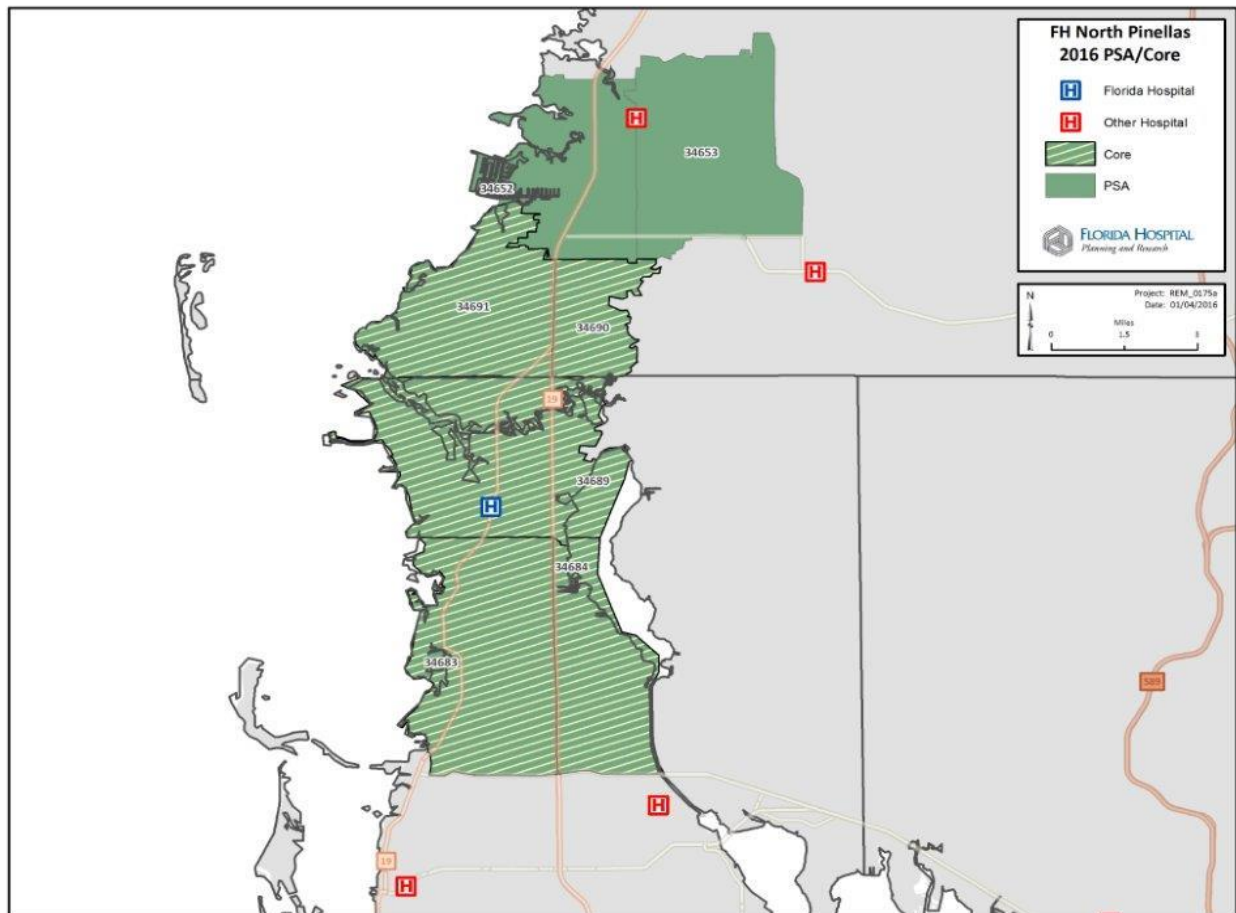 FH North Pinellas
2016 PSA/Core
H Florida Hospital
H Other Hospital
Core
PSA
FLORIDA HOSPITAL
Planning and Research
N
Project: REM_0175a
Date: 01/04/2016
Miles
0 1.5 3
H
34653
34652
H
34691
34690
19
34689
H
34684
34683
589
H
19
H